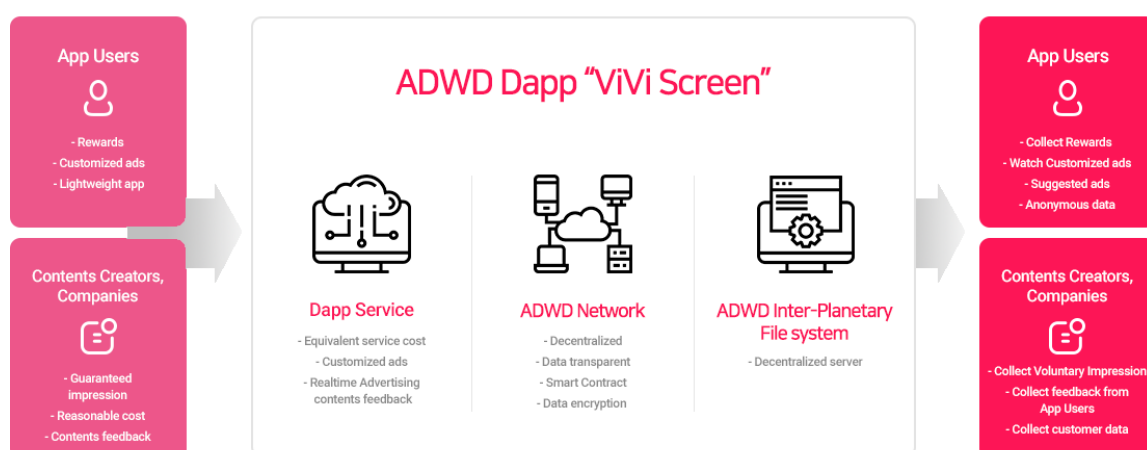 App Users
- Rewards
- Customized ads
- Lightweight app
Contents Creators,
Companies
- Guaranteed
impression
- Reasonable cost
- Contents feedback
ADWD Dapp “ViVi Screen”
Dapp Service
- Equivalent service cost
- Customized ads
- Realtime Advertising
contents feedback
ADWD Network
- Decentralized
- Data transparent
- Smart Contract
- Data encryption
ADWD Inter-Planetary
File system
- Decentralized server
App Users
- Collect Rewards
- Watch Customized ads
- Suggested ads
- Anonymous data
Contents Creators,
Companies
- Collect Voluntary Impression
- Collect feedback from
App Users
- Collect customer data